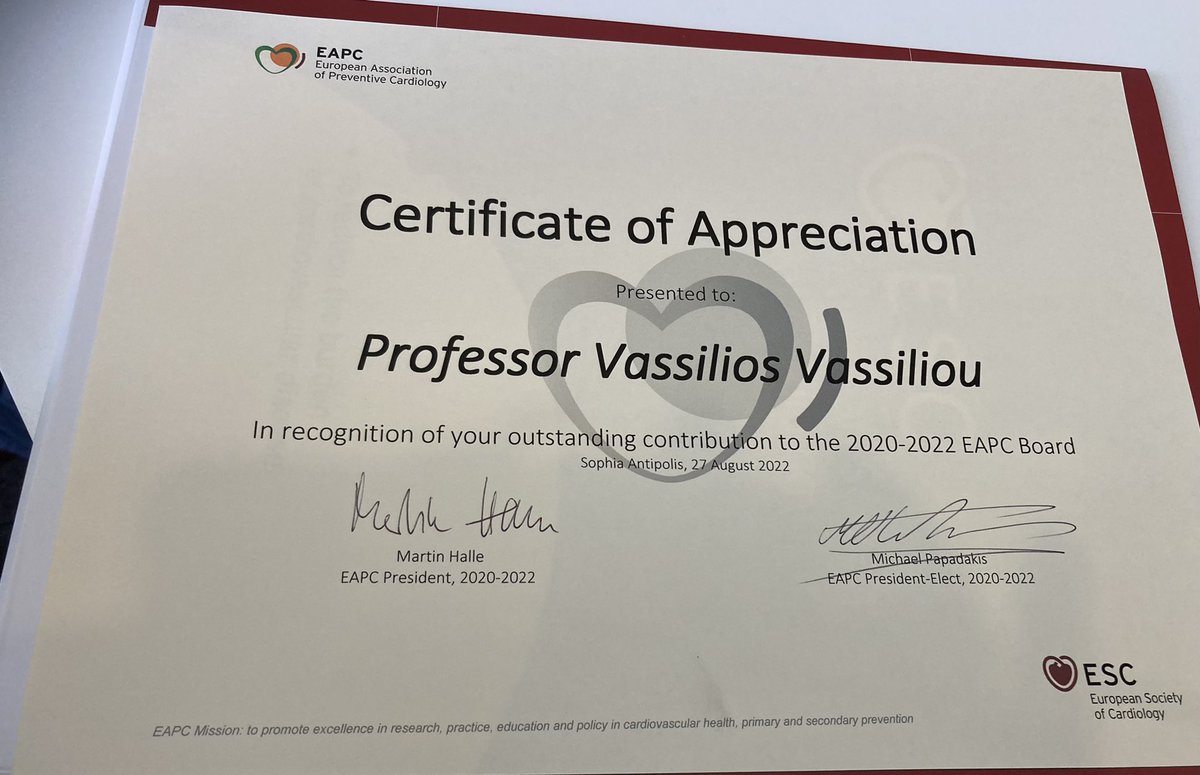 EAPC
European Association
of Preventive Cardiology
Certificate of Appreciation
Presented to:
Professor Vassilios Vassiliou
In recognition of your outstanding contribution to the 2020-2022 EAPC Board
Sophia Antipolis, 27 August 2022
Martin Halle
EAPC President, 2020-2022
Michael Papadakis
EAPC President-Elect, 2020-2022
ESC
European Society
of Cardiology
EAPC Mission: to promote excellence in research, practice, education and policy in cardiovascular health, primary and secondary prevention